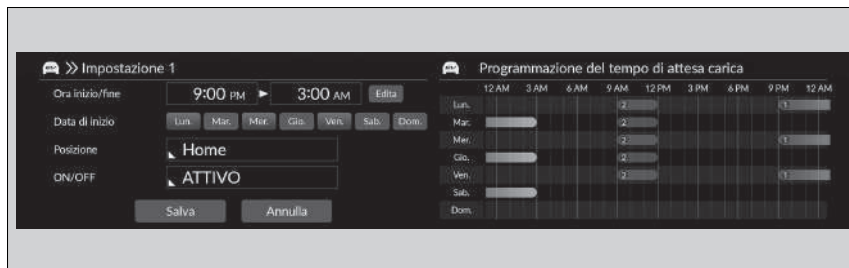 Impostazione 1
Ora inizio/fine
9:00 PM
3:00 AM
Edita
Data di inizio
Lun. Mar. Mer. Gio. Ven. Sab. Dom.
Posizione
Home
ON/OFF
ATTIVO
Salva
Annulla
Programmazione del tempo di attesa carica
12 AM 3 AM 6 AM 9 AM 12 PM 3 PM 6 PM 9 PM 12 AM
Lun. 2 1
Mar. 2
Mer. 2 1
Gio. 2
Ven. 2 1
Sab.
Dom.